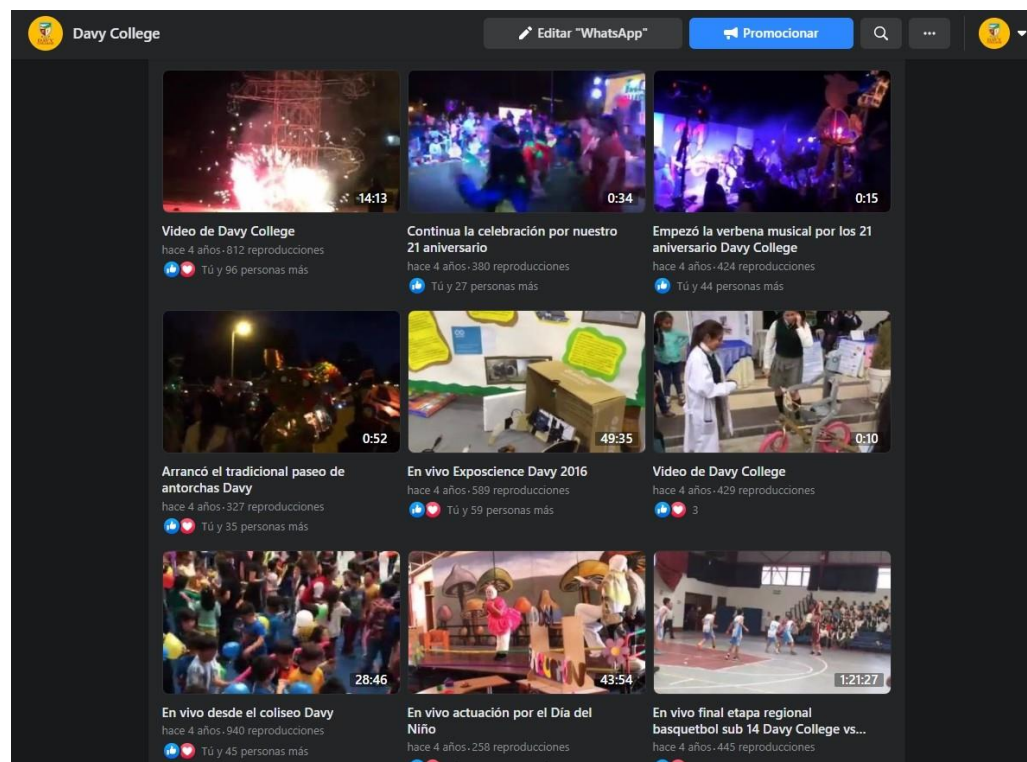 Davy College
Editar "WhatsApp"
Promocionar
14:13
0:34
0:15
Video de Davy College
hace 4 años · 812 reproducciones
Tú y 96 personas más
Continua la celebración por nuestro
21 aniversario
hace 4 años · 380 reproducciones
Tú y 27 personas más
Empezó la verbena musical por los 21
aniversario Davy College
hace 4 años · 424 reproducciones
Tú y 44 personas más
0:52
49:35
0:10
Arrancó el tradicional paseo de
antorchas Davy
hace 4 años · 327 reproducciones
Tú y 35 personas más
En vivo Exposcience Davy 2016
hace 4 años · 589 reproducciones
Tú y 59 personas más
Video de Davy College
hace 4 años · 429 reproducciones
3
28:46
43:54
1:21:27
En vivo desde el coliseo Davy
hace 4 años · 940 reproducciones
Tú y 45 personas más
En vivo actuación por el Día del
Niño
hace 4 años · 258 reproducciones
En vivo final etapa regional
basquetbol sub 14 Davy College vs...
hace 4 años · 445 reproducciones